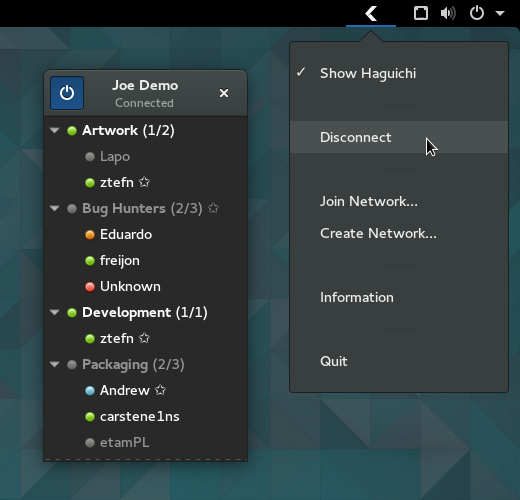 Joe Demo
Connected
Artwork (1/2)
Lapo
ztefn ☆
Bug Hunters (2/3) ☆
Eduardo
freijon
Unknown
Development (1/1)
ztefn ☆
Packaging (2/3)
Andrew ☆
carstene1ns
etamPL
✓ Show Haguichi
Disconnect
Join Network...
Create Network...
Information
Quit